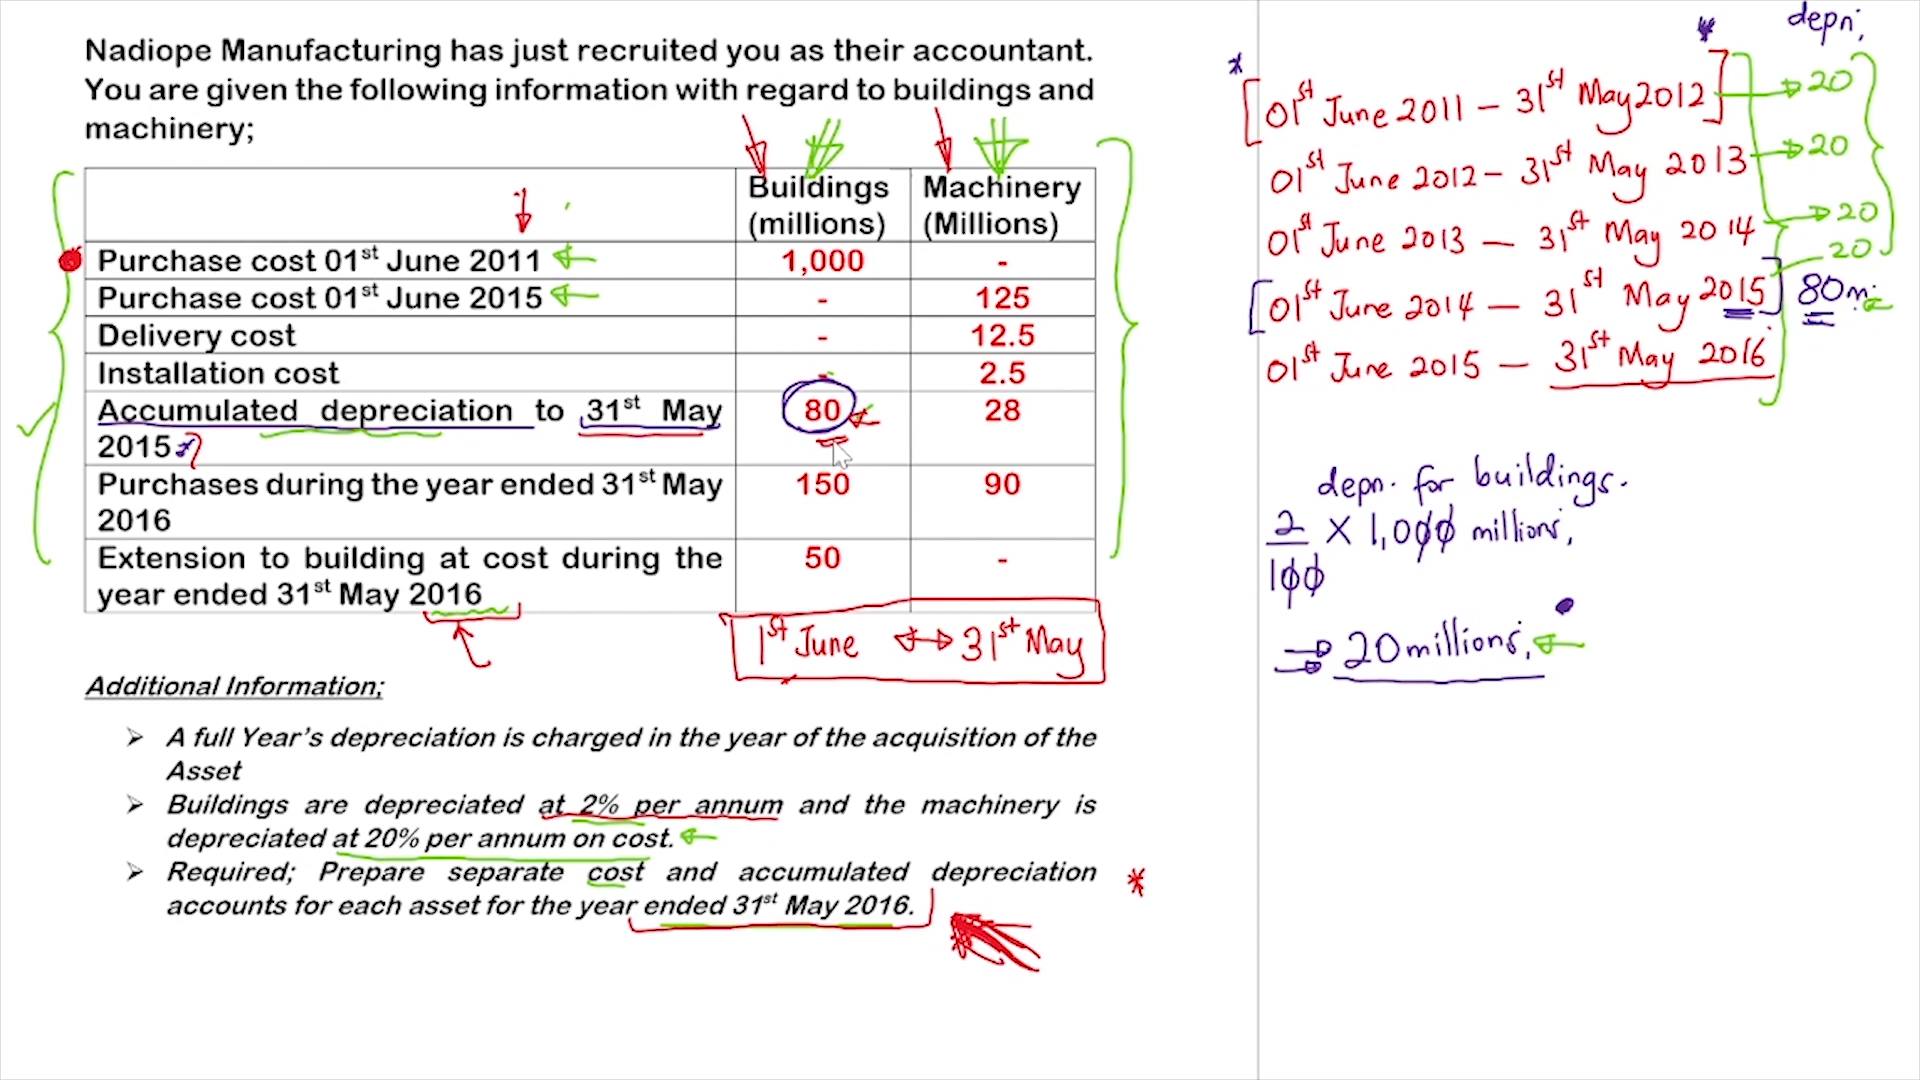 Nadiope Manufacturing has just recruited you as their accountant.
You are given the following information with regard to buildings and
machinery;
Buildings (millions) Machinery (Millions)
Purchase cost 01st June 2011 1,000 -
Purchase cost 01st June 2015 - 125
Delivery cost - 12.5
Installation cost - 2.5
Accumulated depreciation to 31st May 80 28
2015
Purchases during the year ended 31st May 150 90
2016
Extension to building at cost during the 50 -
year ended 31st May 2016
1st June ↔ 31st May
Additional Information;
➢ A full Year's depreciation is charged in the year of the acquisition of the
Asset
➢ Buildings are depreciated at 2% per annum and the machinery is
depreciated at 20% per annum on cost.
➢ Required; Prepare separate cost and accumulated depreciation
accounts for each asset for the year ended 31st May 2016.
*
depn;
* [01st June 2011 – 31st May 2012] → 20
01st June 2012 – 31st May 2013 → 20
01st June 2013 – 31st May 2014 → 20
20
[01st June 2014 – 31st May 2015] 80m.
01st June 2015 – 31st May 2016
depn. for buildings.
2 × 1,000 millions;
100
⇒ 20 millions;